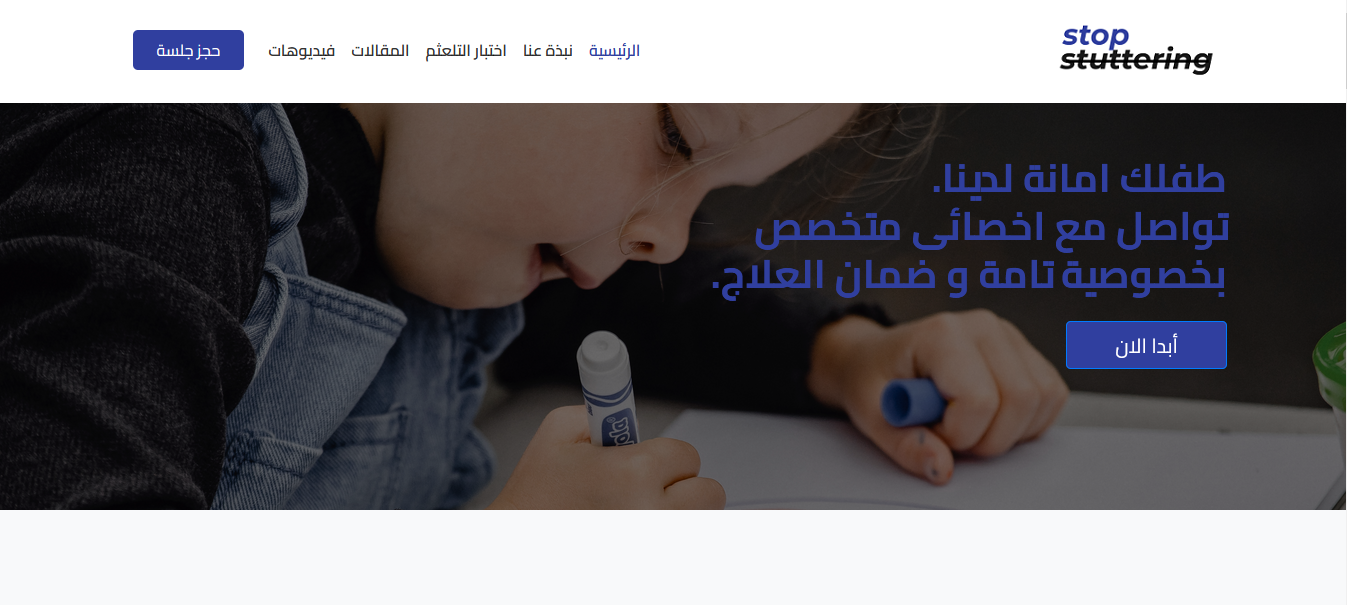 stop
stuttering
الرئيسية نبذة عنا اختبار التلعثم المقالات فيديوهات حجز جلسة
طفلك امانة لدينا.
تواصل مع اخصائى متخصص
بخصوصية تامة و ضمان العلاج.
أبدا الان